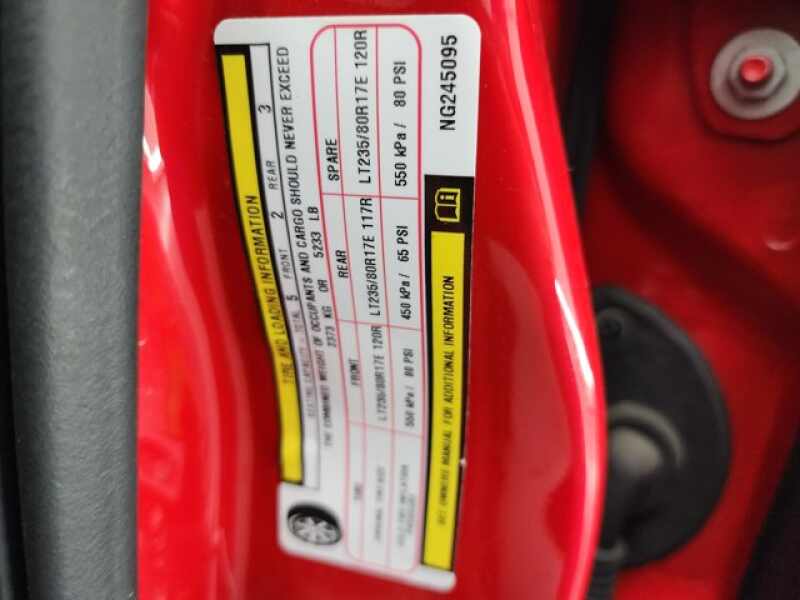 TIRE AND LOADING INFORMATION
SEATING CAPACITY - TOTAL 5 FRONT 2 REAR 3
THE COMBINED WEIGHT OF OCCUPANTS AND CARGO SHOULD NEVER EXCEED
2373 KG OR 5233 LB
TIRE FRONT REAR SPARE
ORIGINAL TIRE SIZE LT235/80R17E 120R LT235/80R17E 117R LT235/80R17E 120R
COLD TIRE INFLATION PRESSURE 550 kPa / 80 PSI 450 kPa / 65 PSI 550 kPa / 80 PSI
SEE OWNERS MANUAL FOR ADDITIONAL INFORMATION
NG245095